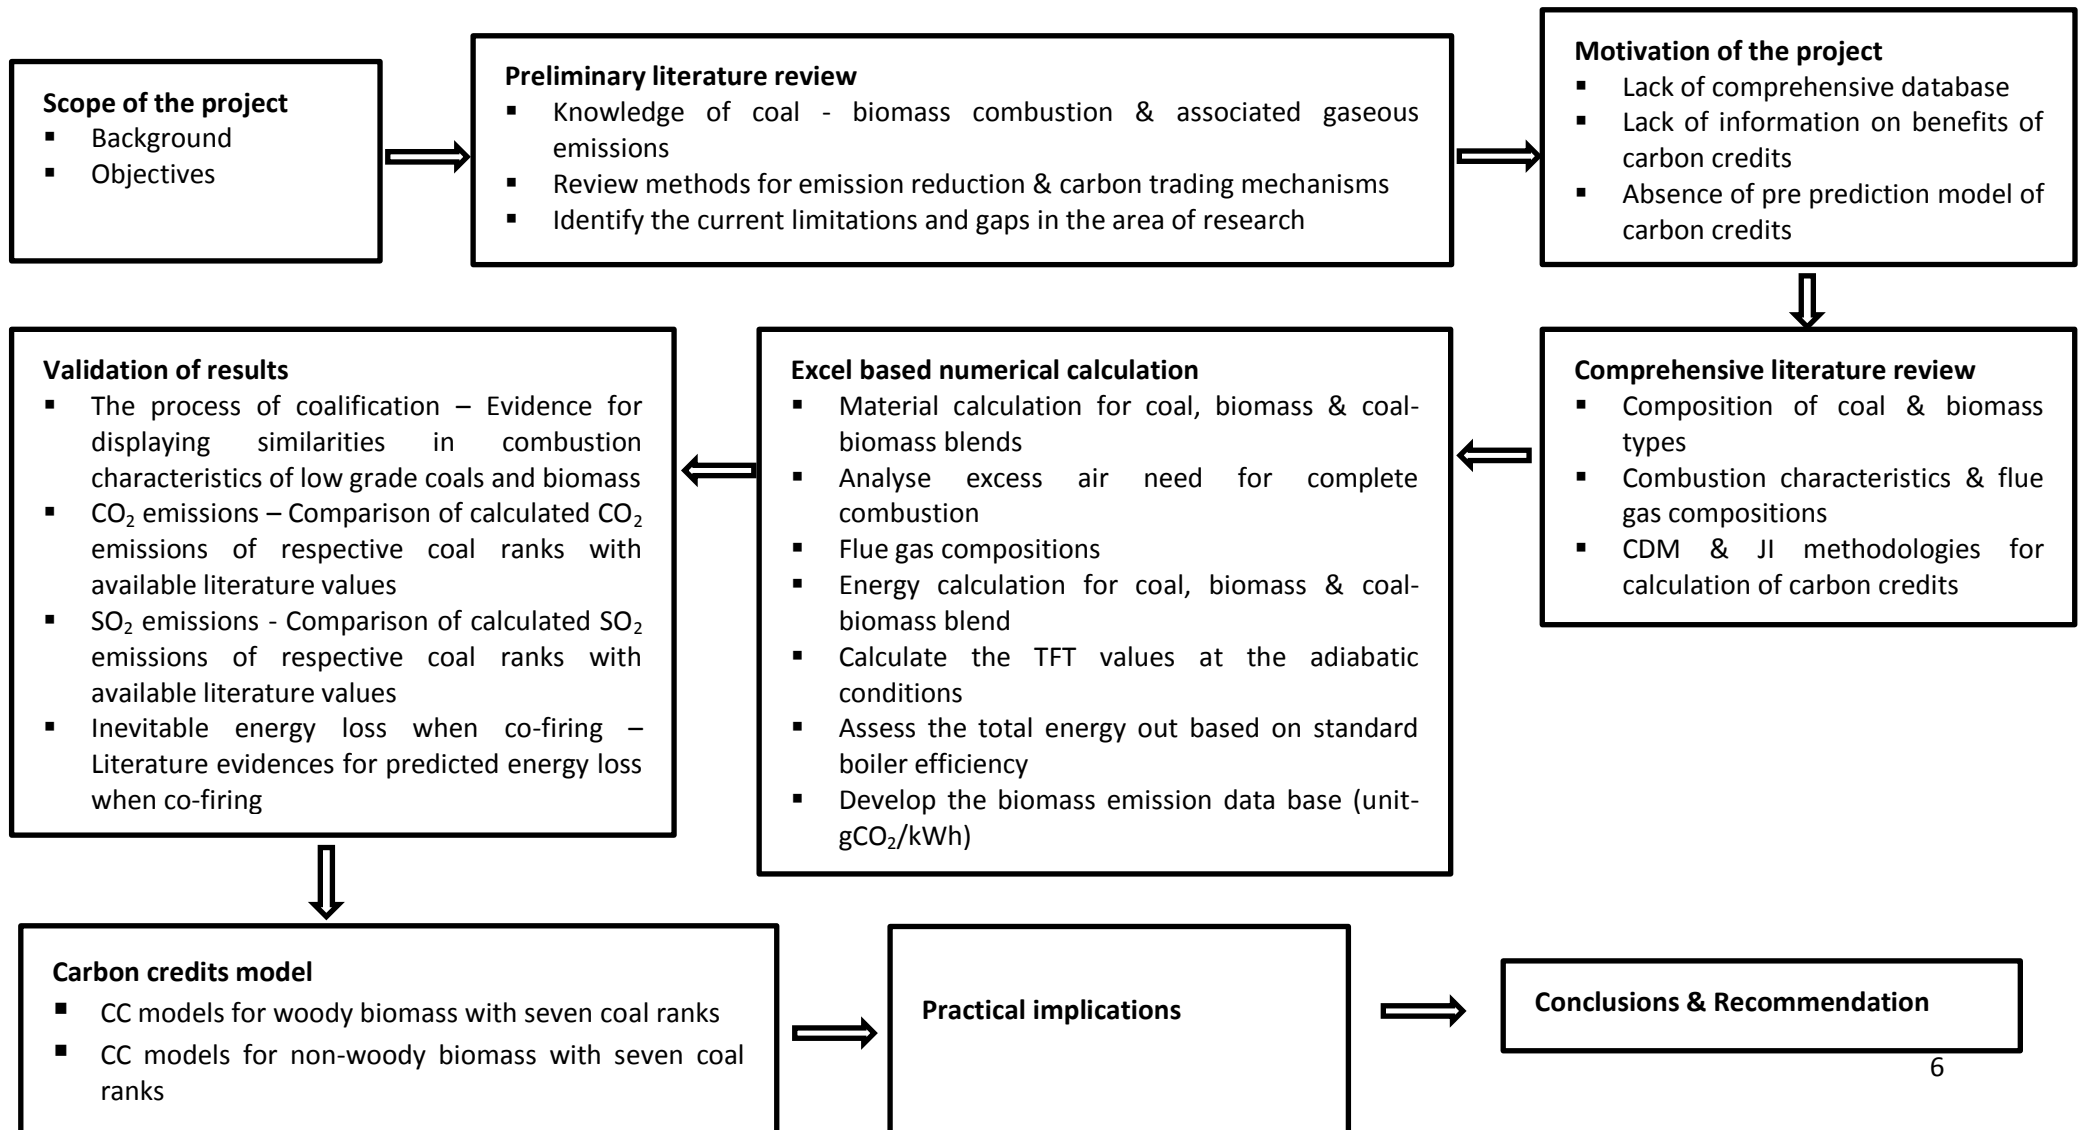 Scope of the project
▪ Background
▪ Objectives
Preliminary literature review
▪ Knowledge of coal - biomass combustion & associated gaseous
emissions
▪ Review methods for emission reduction & carbon trading mechanisms
▪ Identify the current limitations and gaps in the area of research
Motivation of the project
▪ Lack of comprehensive database
▪ Lack of information on benefits of
carbon credits
▪ Absence of pre prediction model of
carbon credits
Comprehensive literature review
▪ Composition of coal & biomass
types
▪ Combustion characteristics & flue
gas compositions
▪ CDM & JI methodologies for
calculation of carbon credits
Excel based numerical calculation
▪ Material calculation for coal, biomass & coal-
biomass blends
▪ Analyse excess air need for complete
combustion
▪ Flue gas compositions
▪ Energy calculation for coal, biomass & coal-
biomass blend
▪ Calculate the TFT values at the adiabatic
conditions
▪ Assess the total energy out based on standard
boiler efficiency
▪ Develop the biomass emission data base (unit-
gCO₂/kWh)
Validation of results
▪ The process of coalification – Evidence for
displaying similarities in combustion
characteristics of low grade coals and biomass
▪ CO₂ emissions – Comparison of calculated CO₂
emissions of respective coal ranks with
available literature values
▪ SO₂ emissions - Comparison of calculated SO₂
emissions of respective coal ranks with
available literature values
▪ Inevitable energy loss when co-firing –
Literature evidences for predicted energy loss
when co-firing
Carbon credits model
▪ CC models for woody biomass with seven coal ranks
▪ CC models for non-woody biomass with seven coal
ranks
Practical implications
Conclusions & Recommendation
6